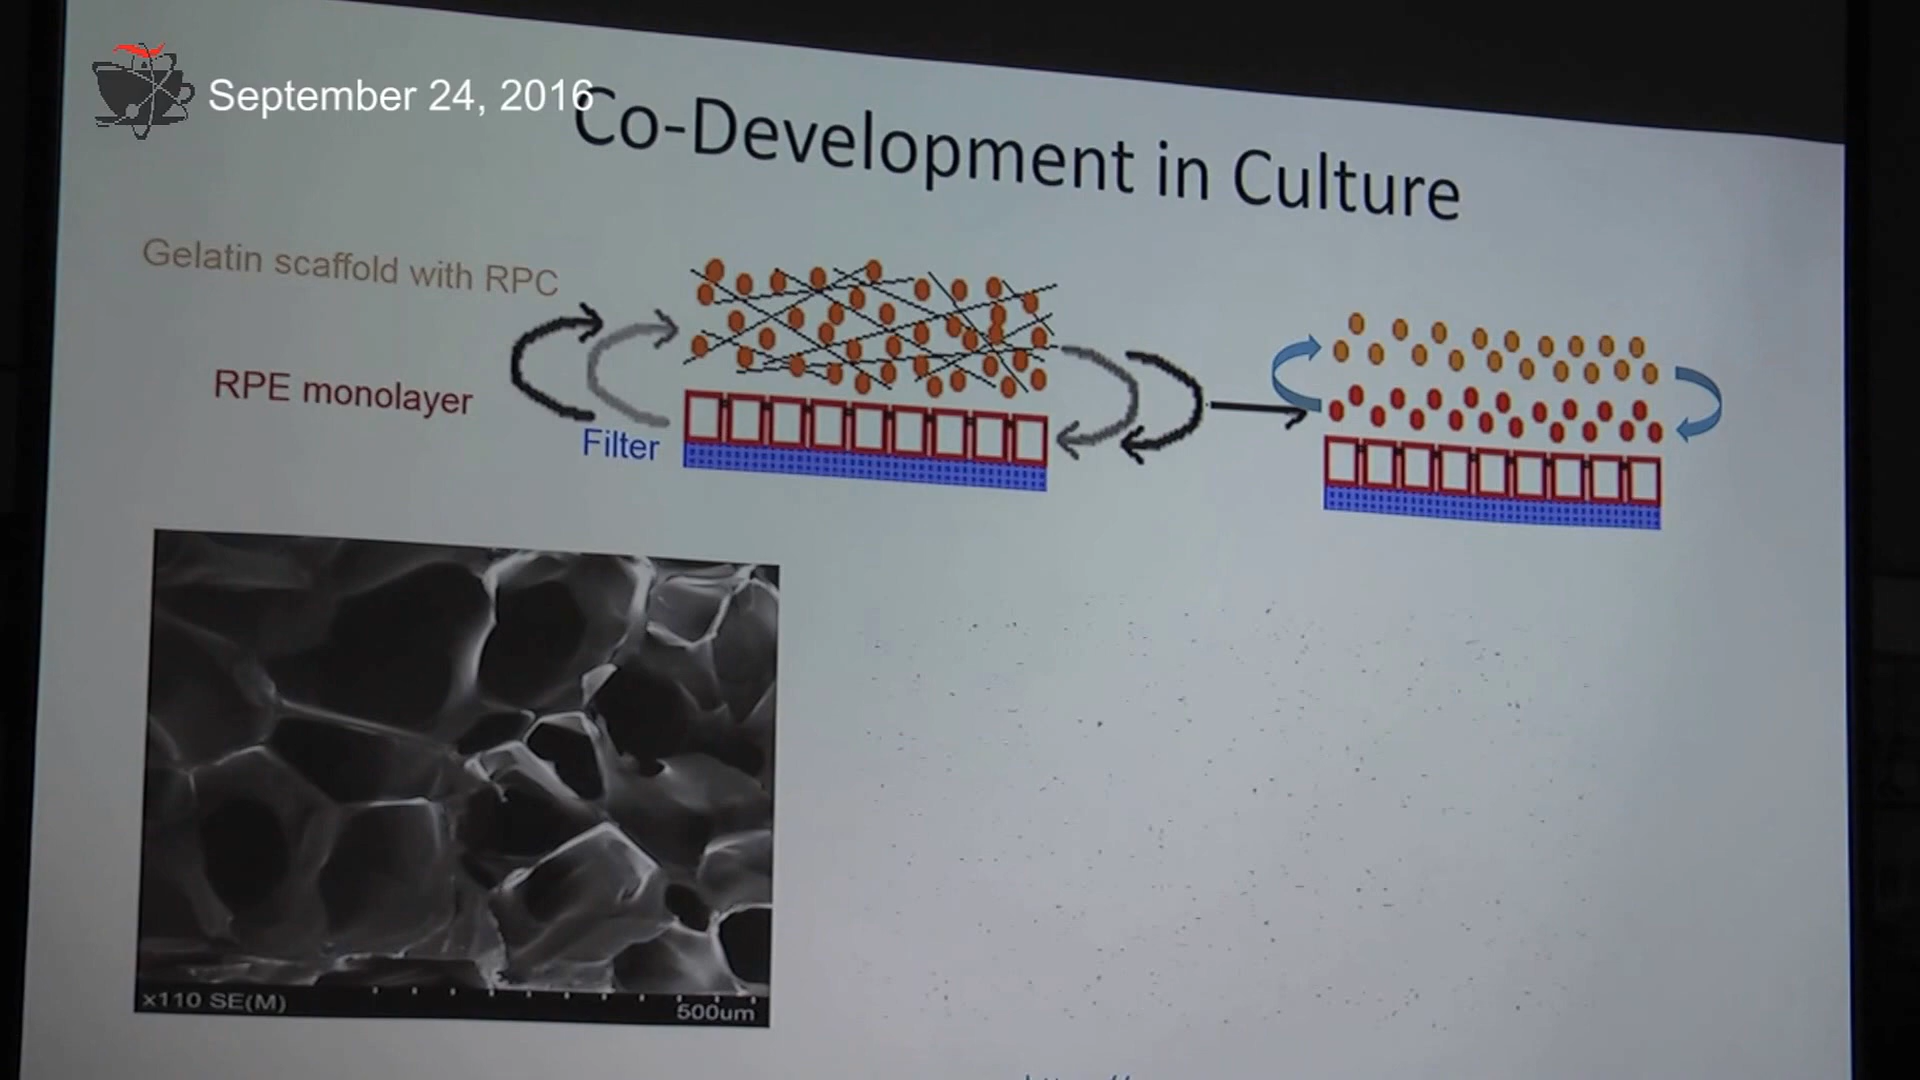 September 24, 2016
Co-Development in Culture
Gelatin scaffold with RPC
RPE monolayer
Filter
x110 SE(M)
500um